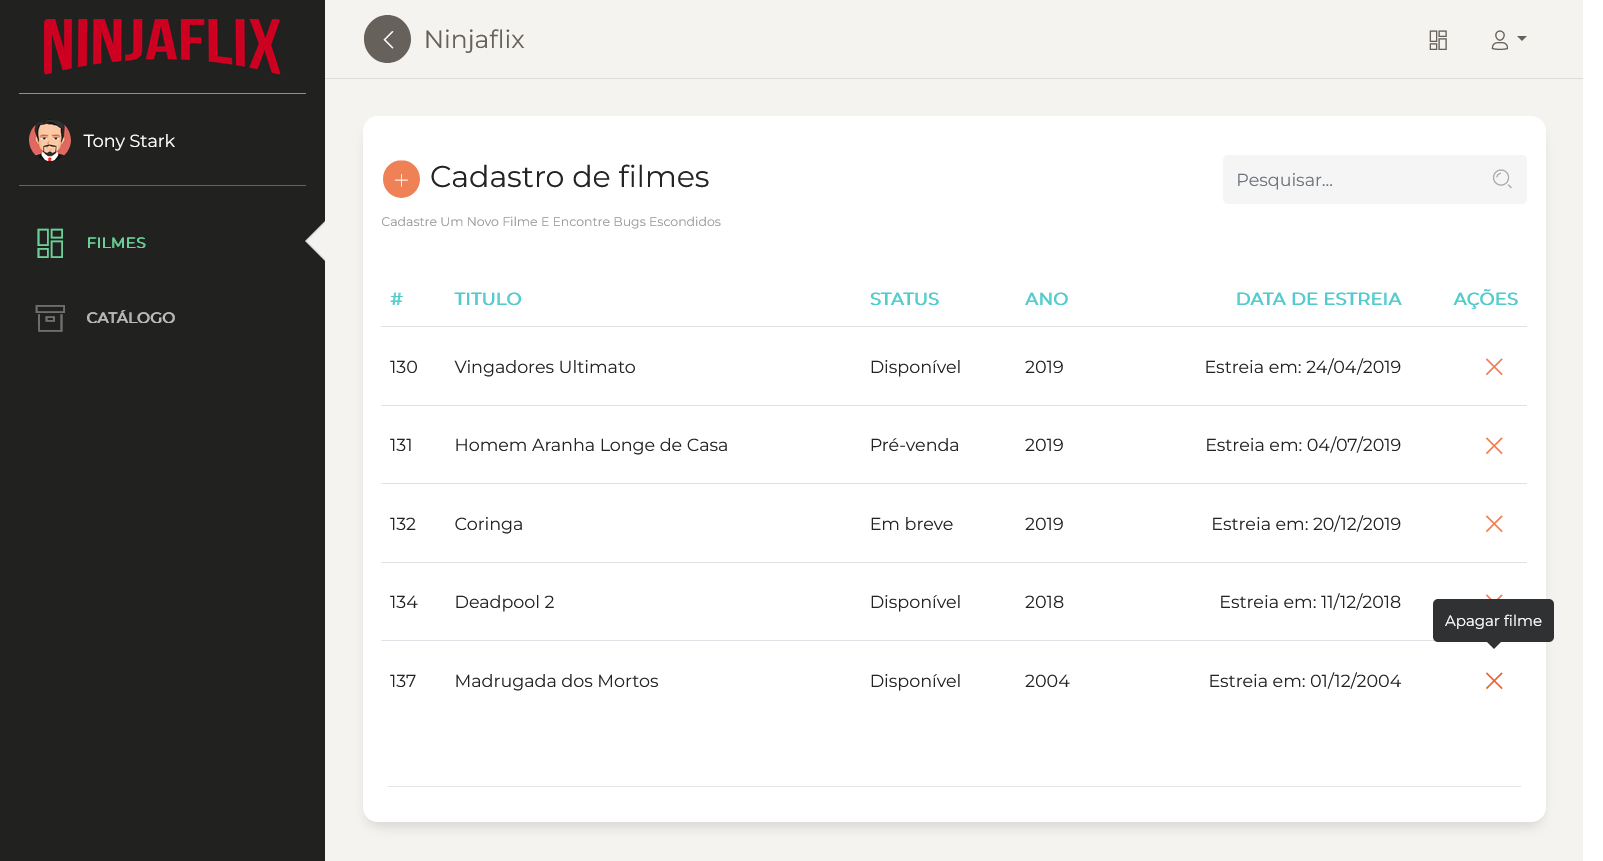 NINJAFLIX
Ninjaflix
Tony Stark
FILMES
CATÁLOGO
Cadastro de filmes
Pesquisar...
Cadastre Um Novo Filme E Encontre Bugs Escondidos
# TITULO STATUS ANO DATA DE ESTREIA AÇÕES
130 Vingadores Ultimato Disponível 2019 Estreia em: 24/04/2019
131 Homem Aranha Longe de Casa Pré-venda 2019 Estreia em: 04/07/2019
132 Coringa Em breve 2019 Estreia em: 20/12/2019
134 Deadpool 2 Disponível 2018 Estreia em: 11/12/2018
Apagar filme
137 Madrugada dos Mortos Disponível 2004 Estreia em: 01/12/2004